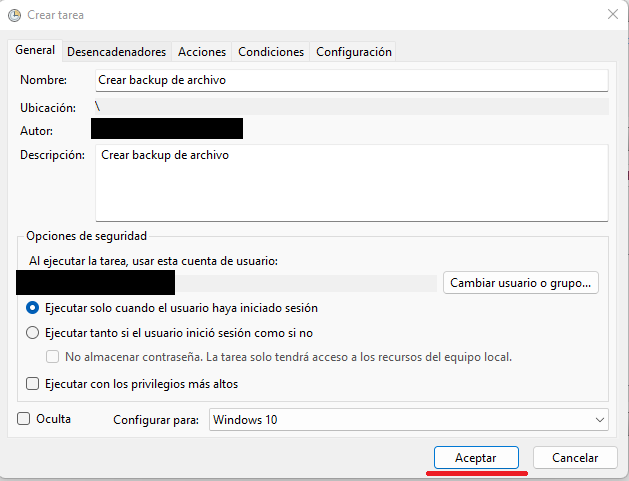 Crear tarea
General Desencadenadores Acciones Condiciones Configuración
Nombre: Crear backup de archivo
Ubicación: \
Autor:
Descripción: Crear backup de archivo
Opciones de seguridad
Al ejecutar la tarea, usar esta cuenta de usuario:
Cambiar usuario o grupo...
Ejecutar solo cuando el usuario haya iniciado sesión
Ejecutar tanto si el usuario inició sesión como si no
No almacenar contraseña. La tarea solo tendrá acceso a los recursos del equipo local.
Ejecutar con los privilegios más altos
Oculta Configurar para: Windows 10
Aceptar Cancelar